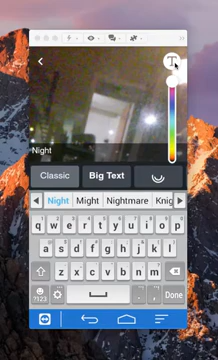 T
Night
Classic Big Text
Night Might Nightmare Knig
q w e r t y u i o p
a s d f g h j k l
z x c v b n m
?123 , . Done